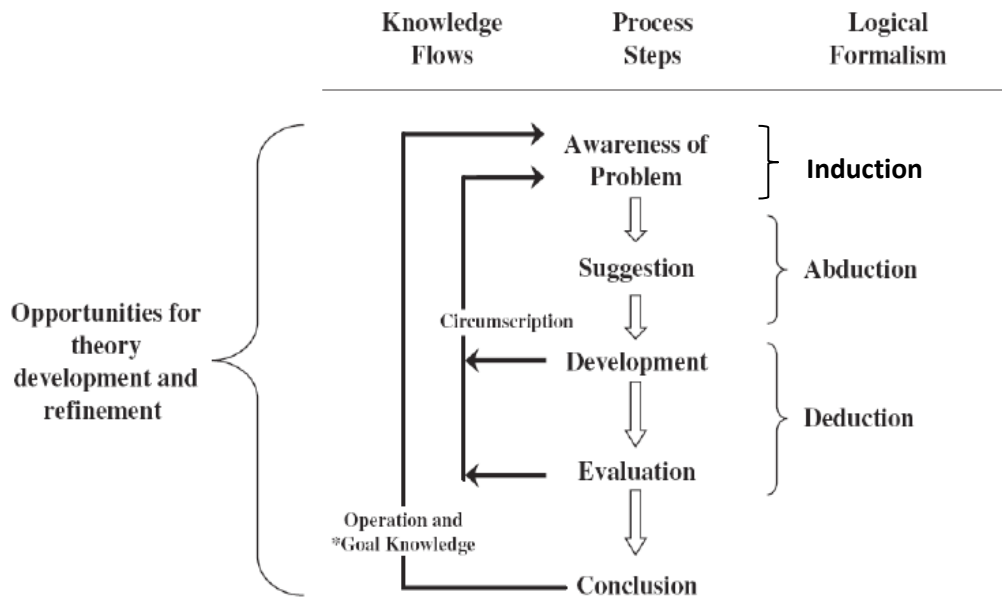 Knowledge
Flows
Process
Steps
Logical
Formalism
Awareness of
Problem
Induction
Suggestion
Abduction
Opportunities for
theory
development and
refinement
Circumscription
Development
Deduction
Evaluation
Operation and
*Goal Knowledge
Conclusion